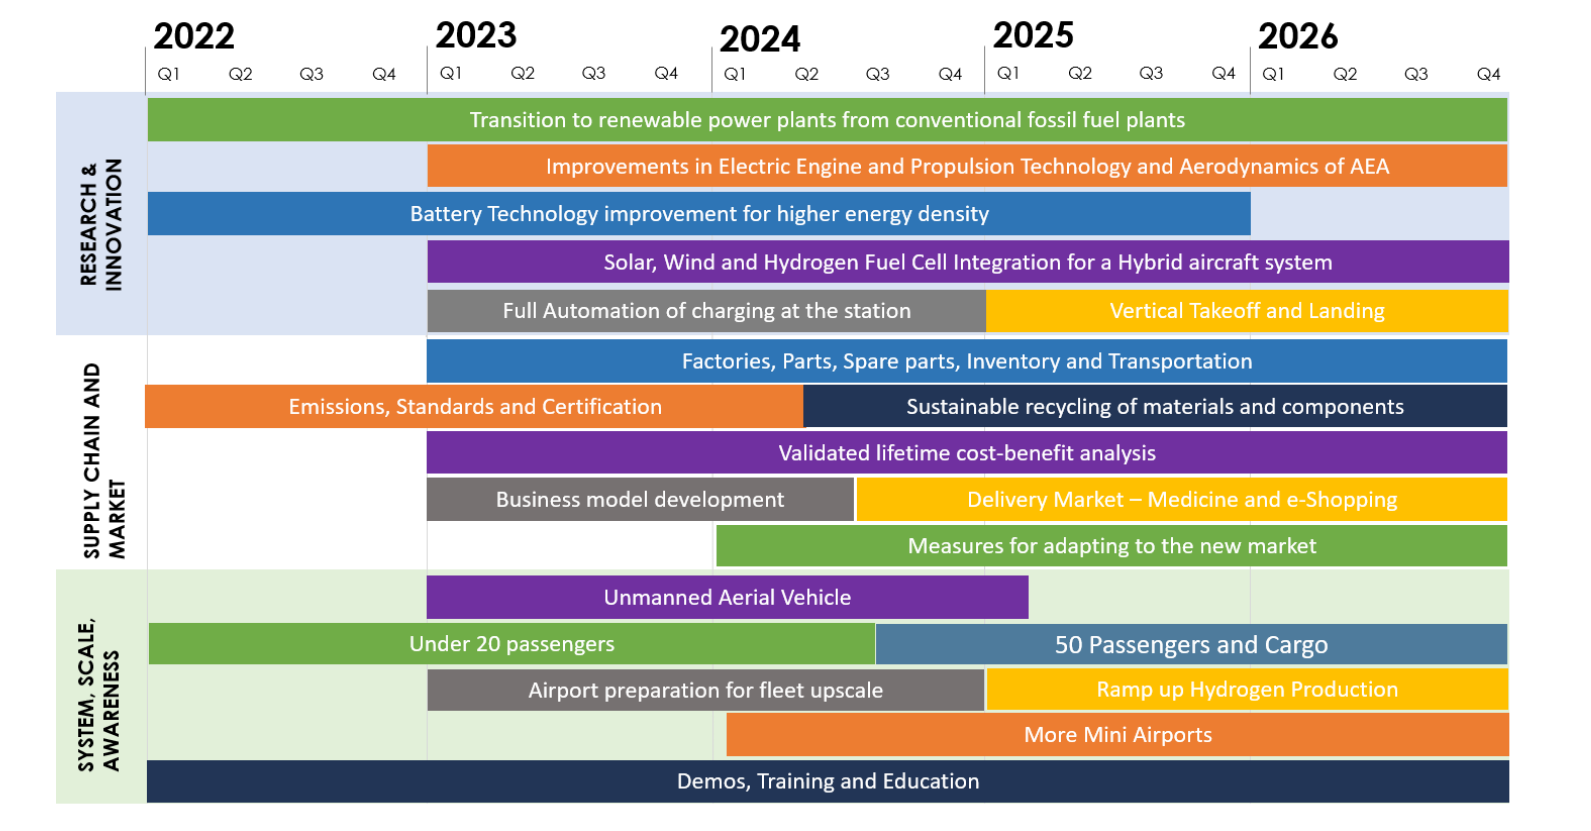 2022 2023 2024 2025 2026
Q1 Q2 Q3 Q4 Q1 Q2 Q3 Q4 Q1 Q2 Q3 Q4 Q1 Q2 Q3 Q4 Q1 Q2 Q3 Q4
RESEARCH &
INNOVATION
Transition to renewable power plants from conventional fossil fuel plants
Improvements in Electric Engine and Propulsion Technology and Aerodynamics of AEA
Battery Technology improvement for higher energy density
Solar, Wind and Hydrogen Fuel Cell Integration for a Hybrid aircraft system
Full Automation of charging at the station Vertical Takeoff and Landing
SUPPLY CHAIN AND
MARKET
Factories, Parts, Spare parts, Inventory and Transportation
Emissions, Standards and Certification Sustainable recycling of materials and components
Validated lifetime cost-benefit analysis
Business model development Delivery Market – Medicine and e-Shopping
Measures for adapting to the new market
SYSTEM, SCALE,
AWARENESS
Unmanned Aerial Vehicle
Under 20 passengers 50 Passengers and Cargo
Airport preparation for fleet upscale Ramp up Hydrogen Production
More Mini Airports
Demos, Training and Education